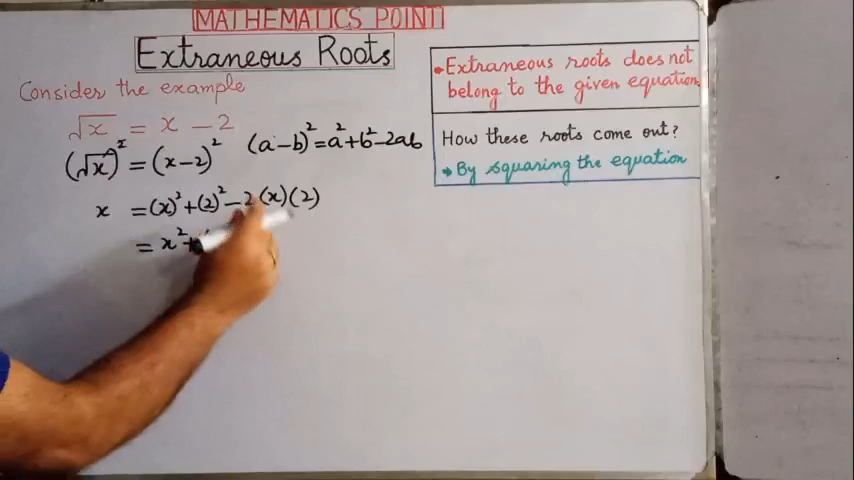 MATHEMATICS POINT
Extraneous Roots
Consider the example
√x = x - 2
(√x)² = (x-2)² (a-b)² = a² + b² - 2ab
x = (x)² + (2)² - 2(x)(2)
= x² +
• Extraneous roots does not
belong to the given equation.
How these roots come out?
→ By squaring the equation